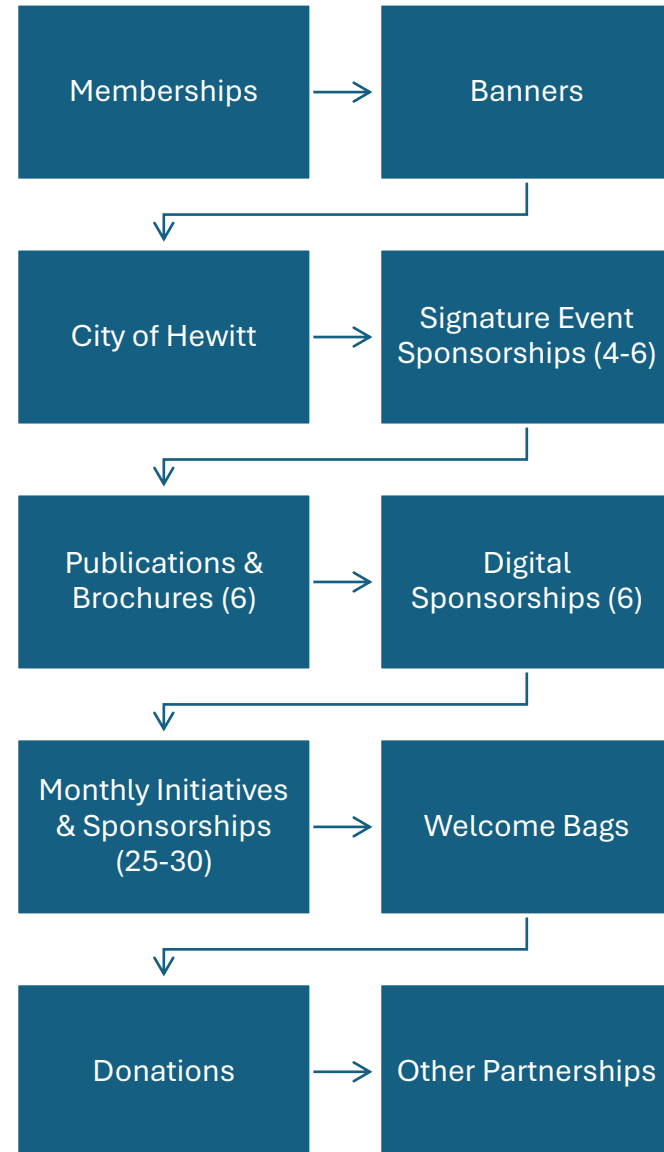 Memberships
Banners
City of Hewitt
Signature Event
Sponsorships (4-6)
Publications &
Brochures (6)
Digital
Sponsorships (6)
Monthly Initiatives
& Sponsorships
(25-30)
Welcome Bags
Donations
Other Partnerships